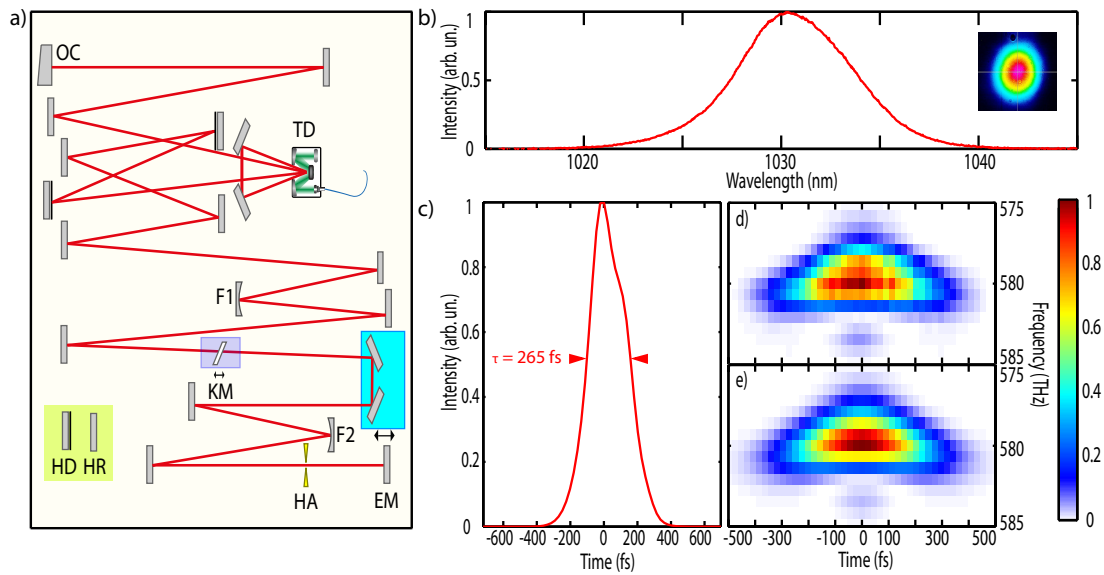 a)
OC
TD
F1
KM
F2
HD HR
HA
EM
b)
Intensity (arb. un.)
1
0.5
0
1020 1030 1040
Wavelength (nm)
c)
Intensity (arb. un.)
1
0.8
0.6
0.4
0.2
0
τ = 265 fs
-600 -400 -200 0 200 400 600
Time (fs)
d)
575
580
585
e)
575
580
585
Frequency (THz)
-500 -300 -100 0 100 300 500
Time (fs)
1
0.8
0.6
0.4
0.2
0